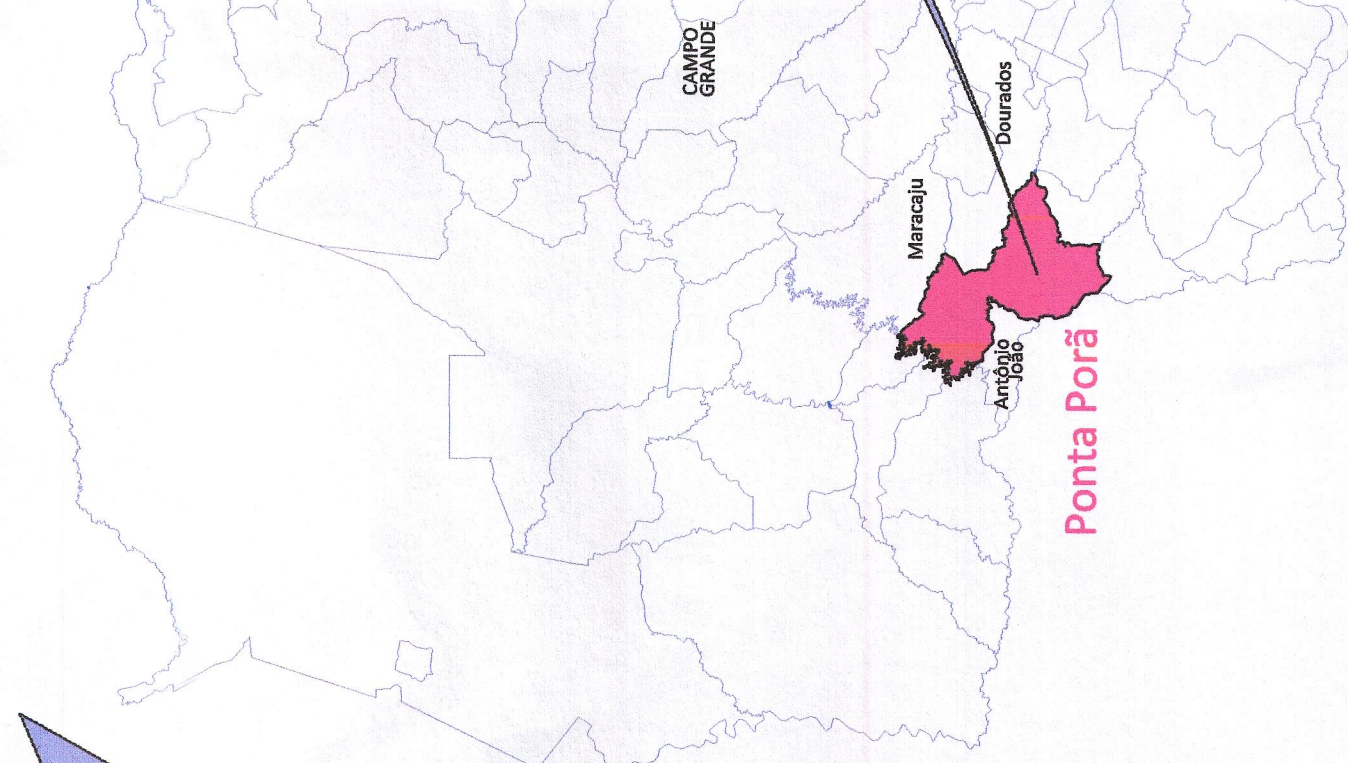 CAMPO
GRANDE
Dourados
Maracaju
Antônio
João
Ponta Porã